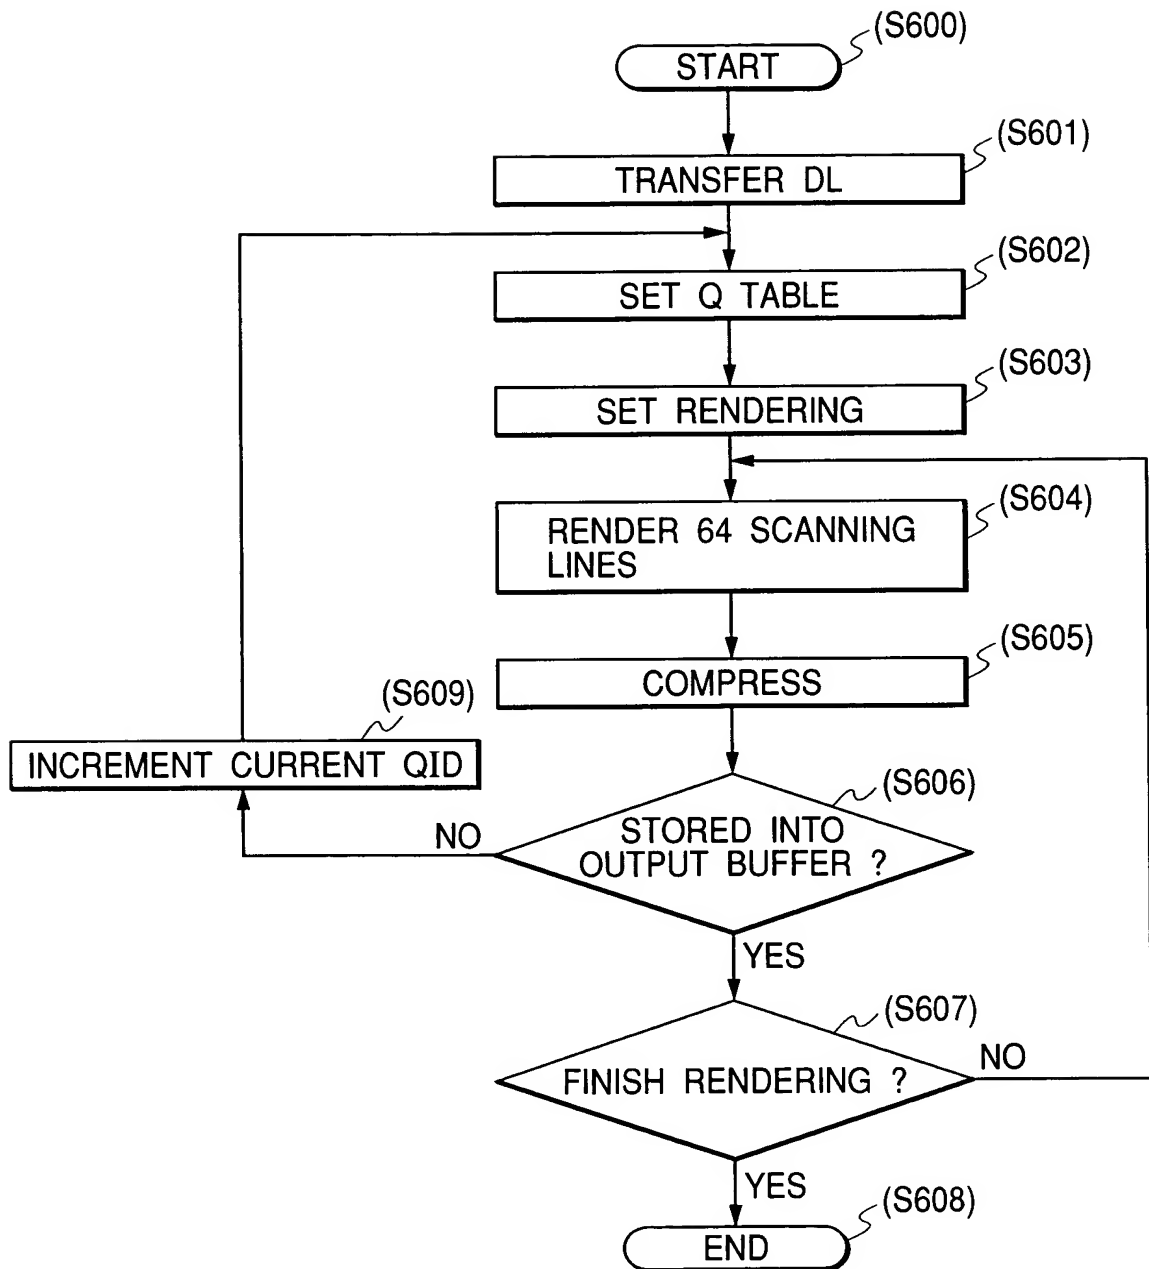 (S600)
START
(S601)
TRANSFER DL
(S602)
SET Q TABLE
(S603)
SET RENDERING
(S604)
RENDER 64 SCANNING
LINES
(S605)
COMPRESS
(S609)
INCREMENT CURRENT QID
(S606)
STORED INTO
OUTPUT BUFFER ?
NO
YES
(S607)
FINISH RENDERING ?
NO
YES
(S608)
END